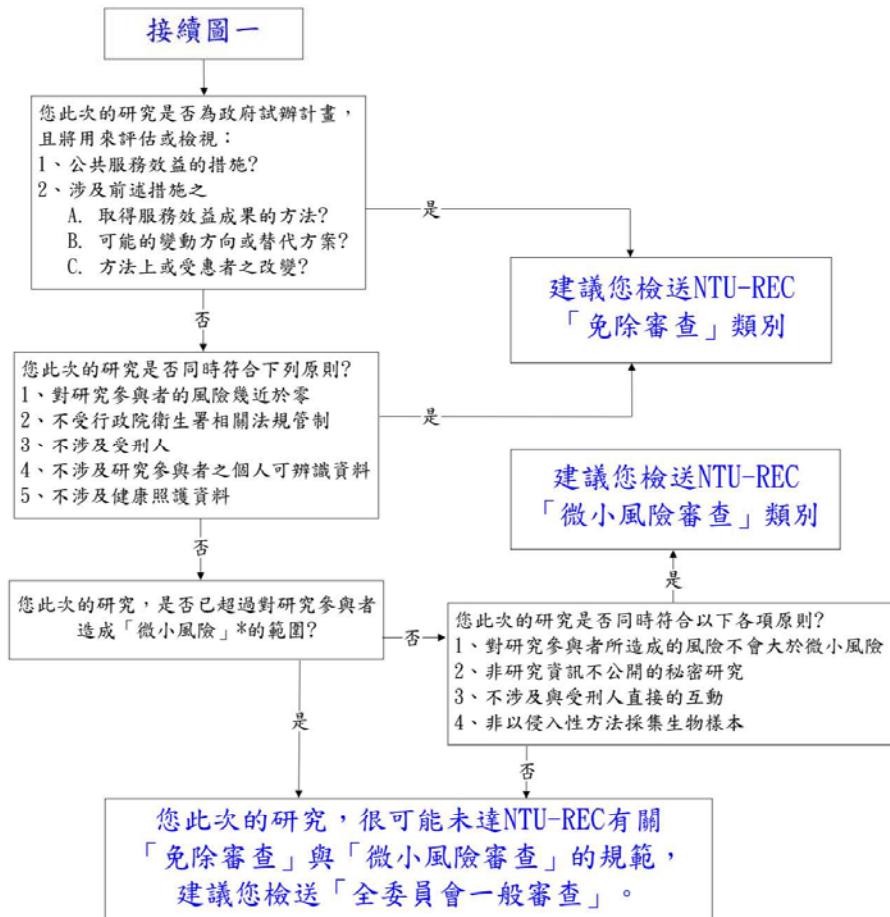 接續圖一
您此次的研究是否為政府試辦計畫，
且將用來評估或檢視：
1、公共服務效益的措施?
2、涉及前述措施之
A. 取得服務效益成果的方法?
B. 可能的變動方向或替代方案?
C. 方法上或受惠者之改變?
是
建議您檢送NTU-REC
「免除審查」類別
否
您此次的研究是否同時符合下列原則?
1、對研究參與者的風險幾近於零
2、不受行政院衛生署相關法規管制
3、不涉及受刑人
4、不涉及研究參與者之個人可辨識資料
5、不涉及健康照護資料
是
建議您檢送NTU-REC
「微小風險審查」類別
否
是
您此次的研究，是否已超過對研究參與者
造成「微小風險」*的範圍?
否
您此次的研究是否同時符合以下各項原則?
1、對研究參與者所造成的風險不會大於微小風險
2、非研究資訊不公開的秘密研究
3、不涉及與受刑人直接的互動
4、非以侵入性方法採集生物樣本
是
否
您此次的研究，很可能未達NTU-REC有關
「免除審查」與「微小風險審查」的規範，
建議您檢送「全委員會一般審查」。